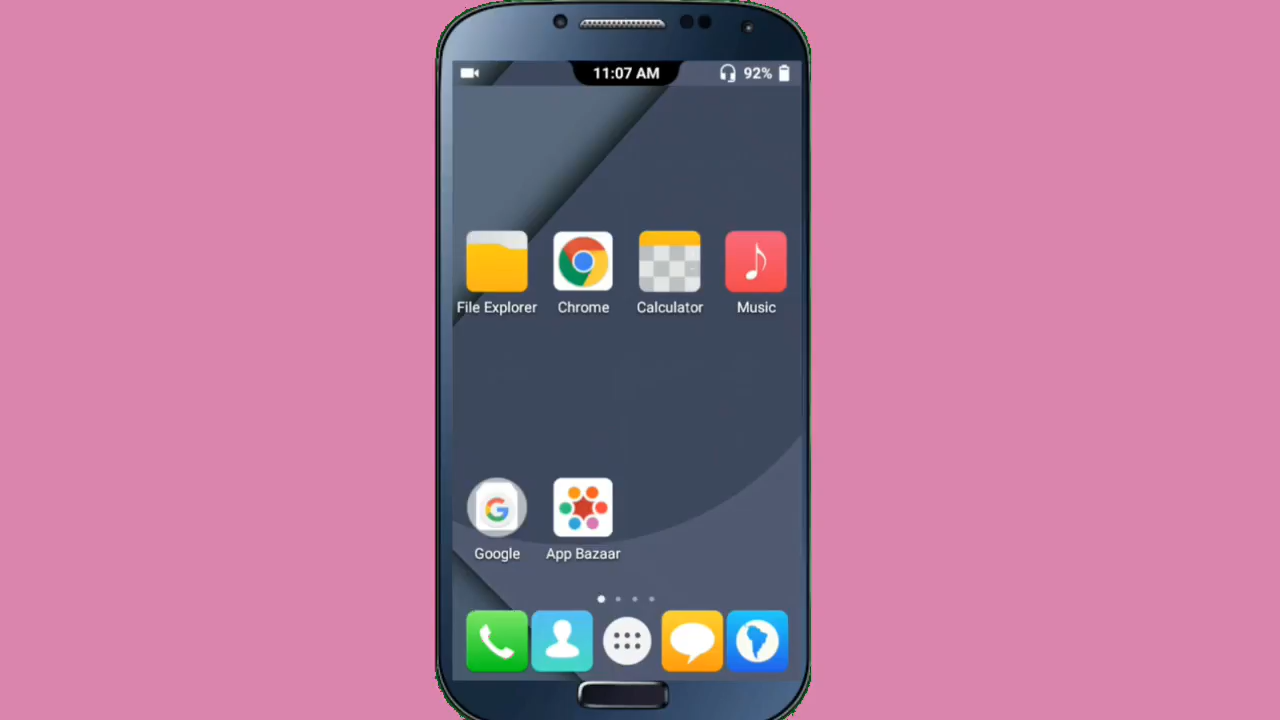 11:07 AM
92%
File Explorer
Chrome
Calculator
Music
Google
App Bazaar